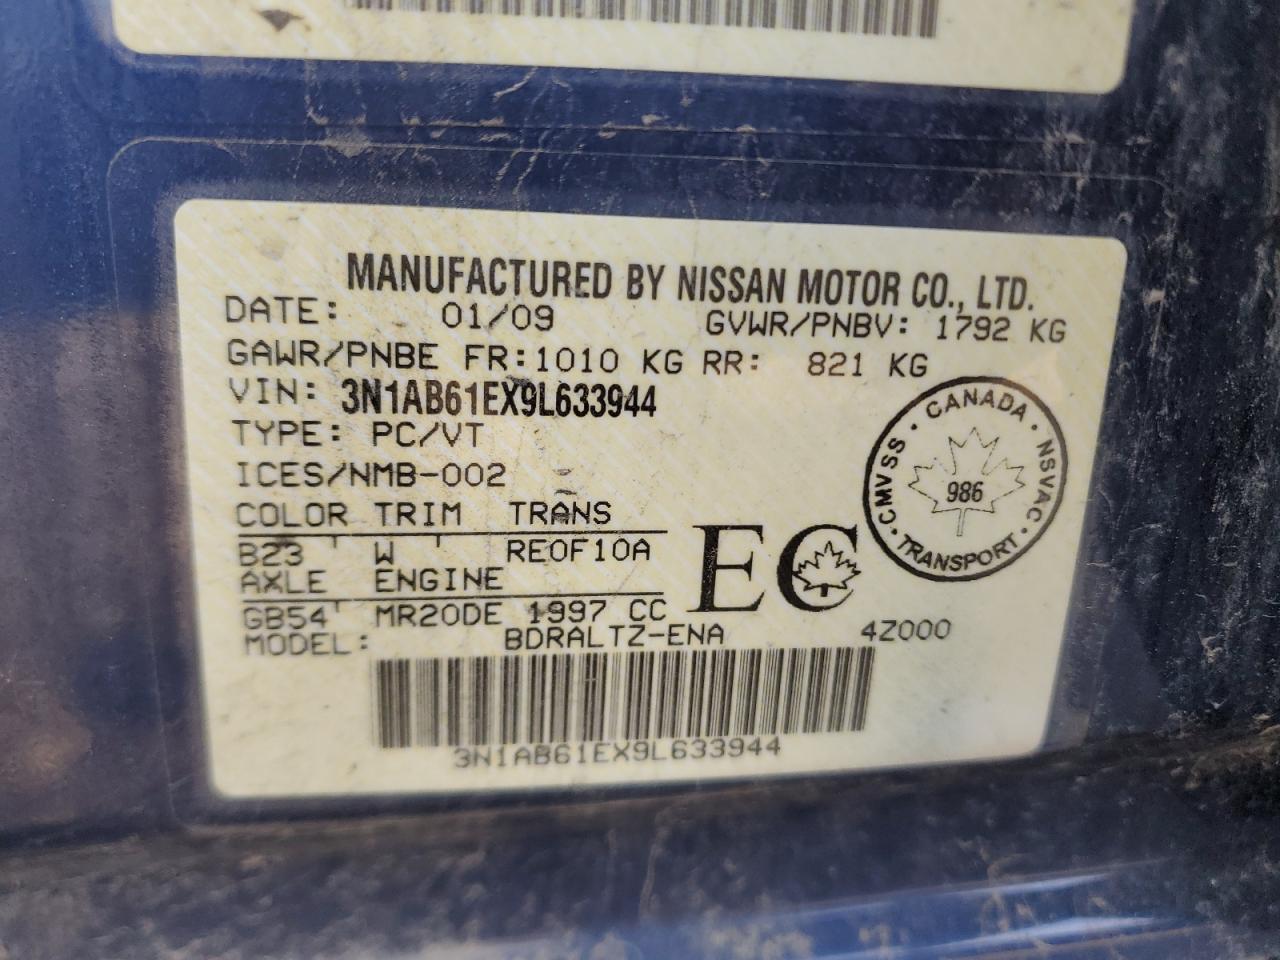 MANUFACTURED BY NISSAN MOTOR CO., LTD.
DATE: 01/09 GVWR/PNBV: 1792 KG
GAWR/PNBE FR: 1010 KG RR: 821 KG
VIN: 3N1AB61EX9L633944
TYPE: PC/VT
ICES/NMB-002
COLOR TRIM TRANS
B23 W RE0F10A
AXLE ENGINE
GB54 MR20DE 1997 CC
MODEL: BDRALTZ-ENA 4Z000
3N1AB61EX9L633944
EC
CANADA · NSVAC · TRANSPORT · CMVSS ·
986